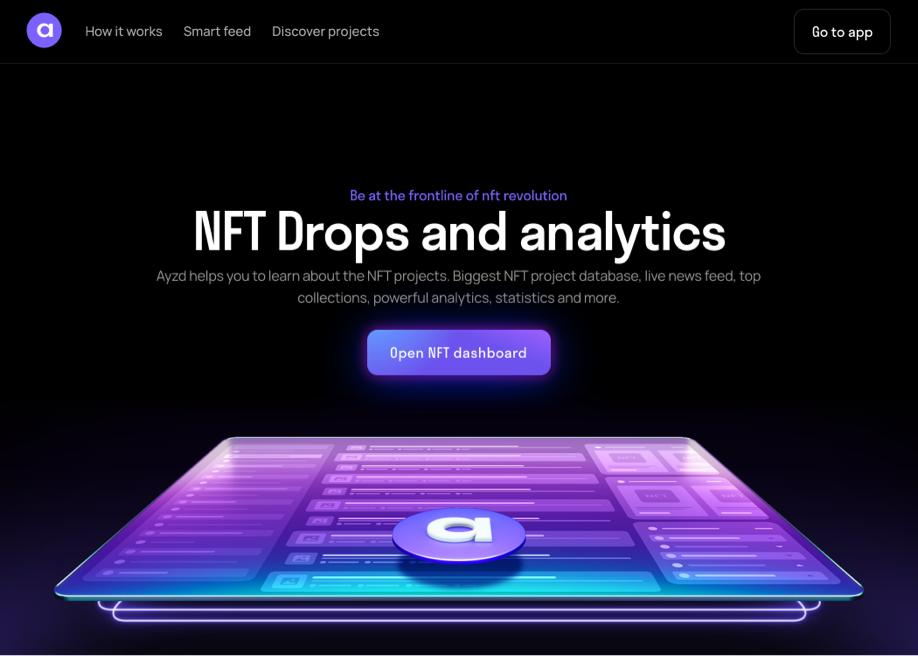 a
How it works
Smart feed
Discover projects
Go to app
Be at the frontline of nft revolution
NFT Drops and analytics
Ayzd helps you to learn about the NFT projects. Biggest NFT project database, live news feed, top
collections, powerful analytics, statistics and more.
Open NFT dashboard
NFT
NFT
NFT
a